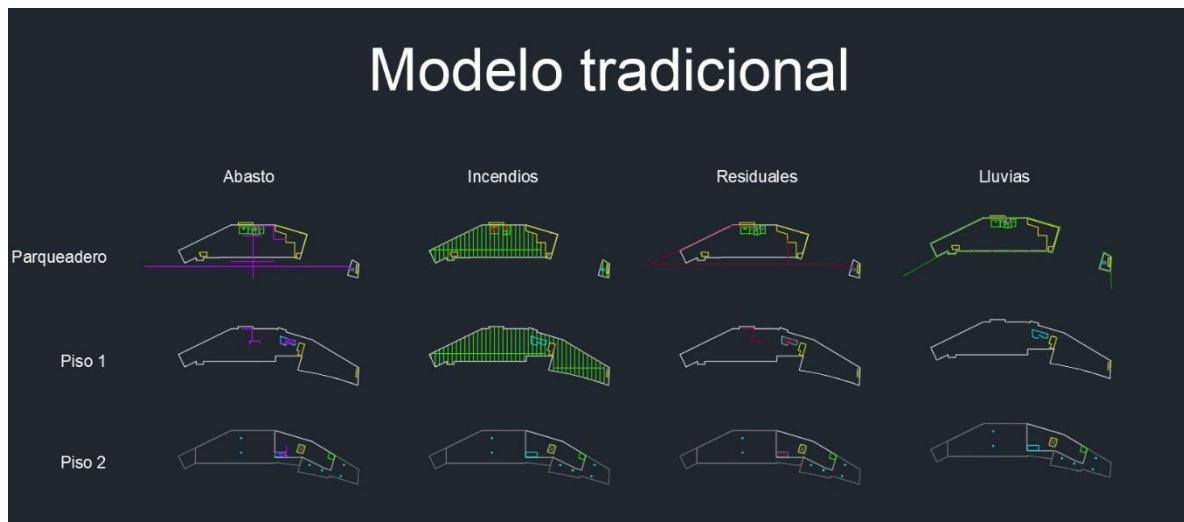 Modelo tradicional
Abasto Incendios Residuales Lluvias
Parqueadero
Piso 1
Piso 2